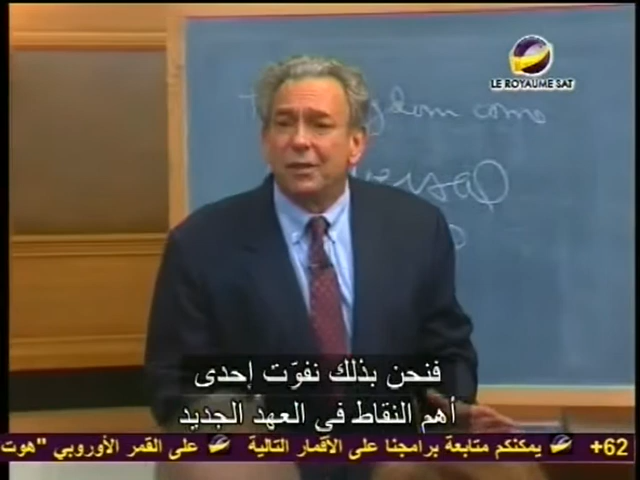 LE ROYAUME SAT
kingdom come
فنحن بذلك نفوّت إحدى
أهم النقاط في العهد الجديد
+62 يمكنكم متابعة برامجنا على الأقمار التالية على القمر الأوروبي "هوت